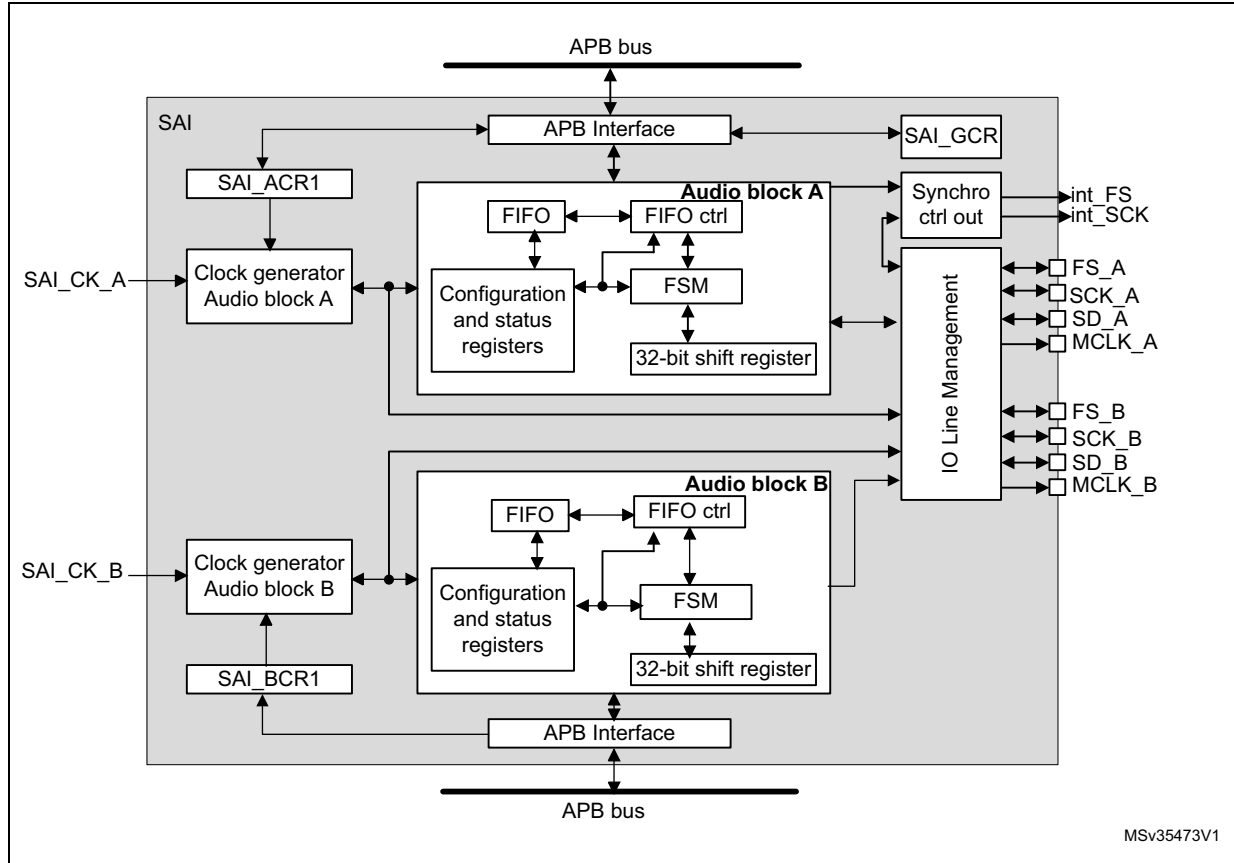 APB bus
SAI
APB Interface
SAI_GCR
SAI_ACR1
Audio block A
FIFO
FIFO ctrl
Synchro
ctrl out
int_FS
int_SCK
SAI_CK_A
Clock generator
Audio block A
Configuration
and status
registers
FSM
32-bit shift register
IO Line Management
FS_A
SCK_A
SD_A
MCLK_A
FS_B
SCK_B
SD_B
MCLK_B
Audio block B
FIFO
FIFO ctrl
SAI_CK_B
Clock generator
Audio block B
Configuration
and status
registers
FSM
32-bit shift register
SAI_BCR1
APB Interface
APB bus
MSv35473V1